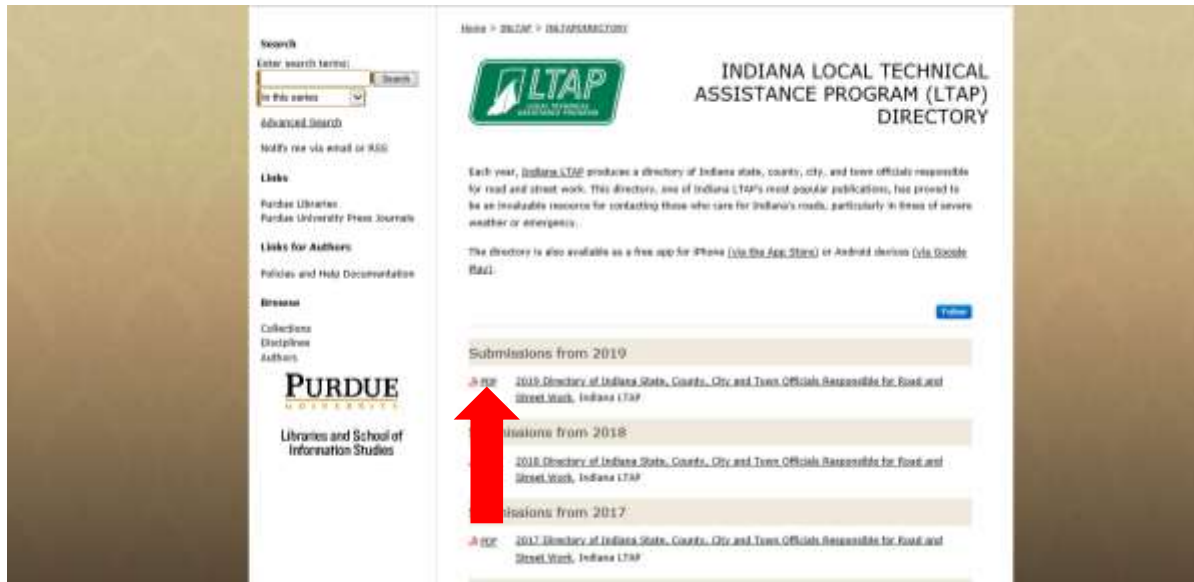 Home > INLTAP > INLTAPDIRECTORY
Search
Enter search terms:
Search
in this series
Advanced Search
Notify me via email or RSS
Links
Purdue Libraries
Purdue University Press Journals
Links for Authors
Policies and Help Documentation
Browse
Collections
Disciplines
Authors
PURDUE
UNIVERSITY
Libraries and School of
Information Studies
LTAP
LOCAL TECHNICAL
ASSISTANCE PROGRAM
INDIANA LOCAL TECHNICAL
ASSISTANCE PROGRAM (LTAP)
DIRECTORY
Each year, Indiana LTAP produces a directory of Indiana state, county, city, and town officials responsible
for road and street work. This directory, one of Indiana LTAP's most popular publications, has proved to
be an invaluable resource for contacting those who care for Indiana's roads, particularly in times of severe
weather or emergency.
The directory is also available as a free app for iPhone (via the App Store) or Android devices (via Google
Play).
Follow
Submissions from 2019
PDF 2019 Directory of Indiana State, County, City and Town Officials Responsible for Road and
Street Work, Indiana LTAP
issions from 2018
2018 Directory of Indiana State, County, City and Town Officials Responsible for Road and
Street Work, Indiana LTAP
issions from 2017
PDF 2017 Directory of Indiana State, County, City and Town Officials Responsible for Road and
Street Work, Indiana LTAP